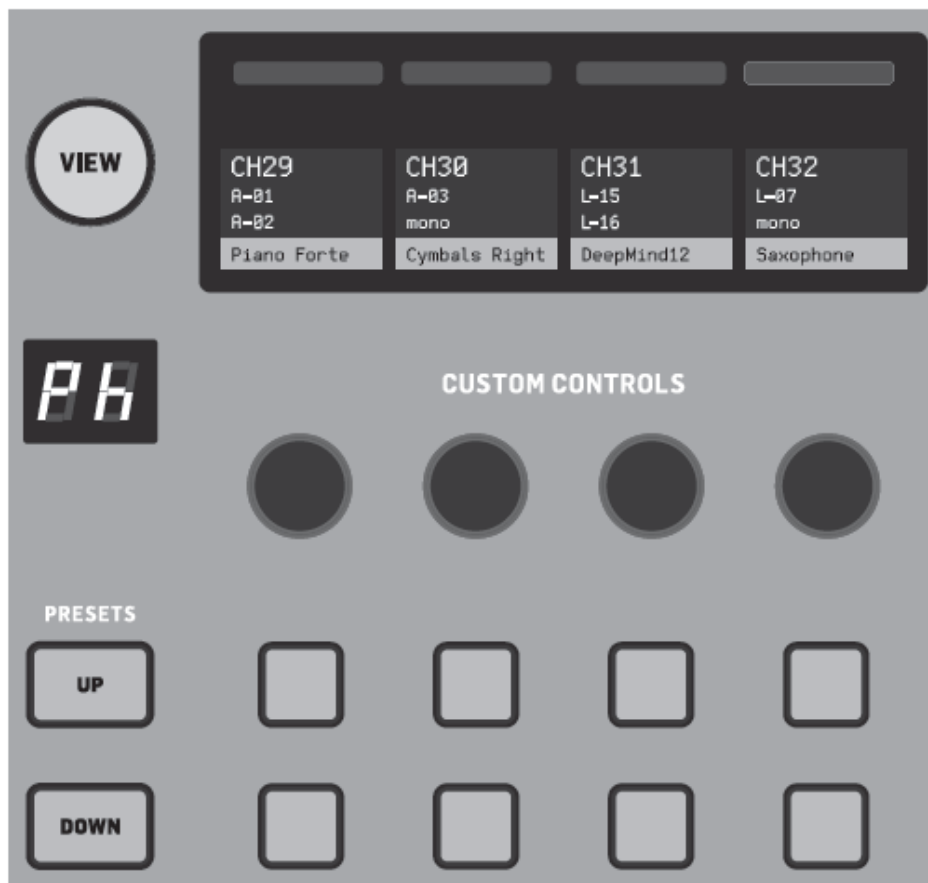 VIEW
CH29
A-01
A-02
Piano Forte
CH30
A-03
mono
Cymbals Right
CH31
L-15
L-16
DeepMind12
CH32
L-07
mono
Saxophone
Ph
CUSTOM CONTROLS
PRESETS
UP
DOWN